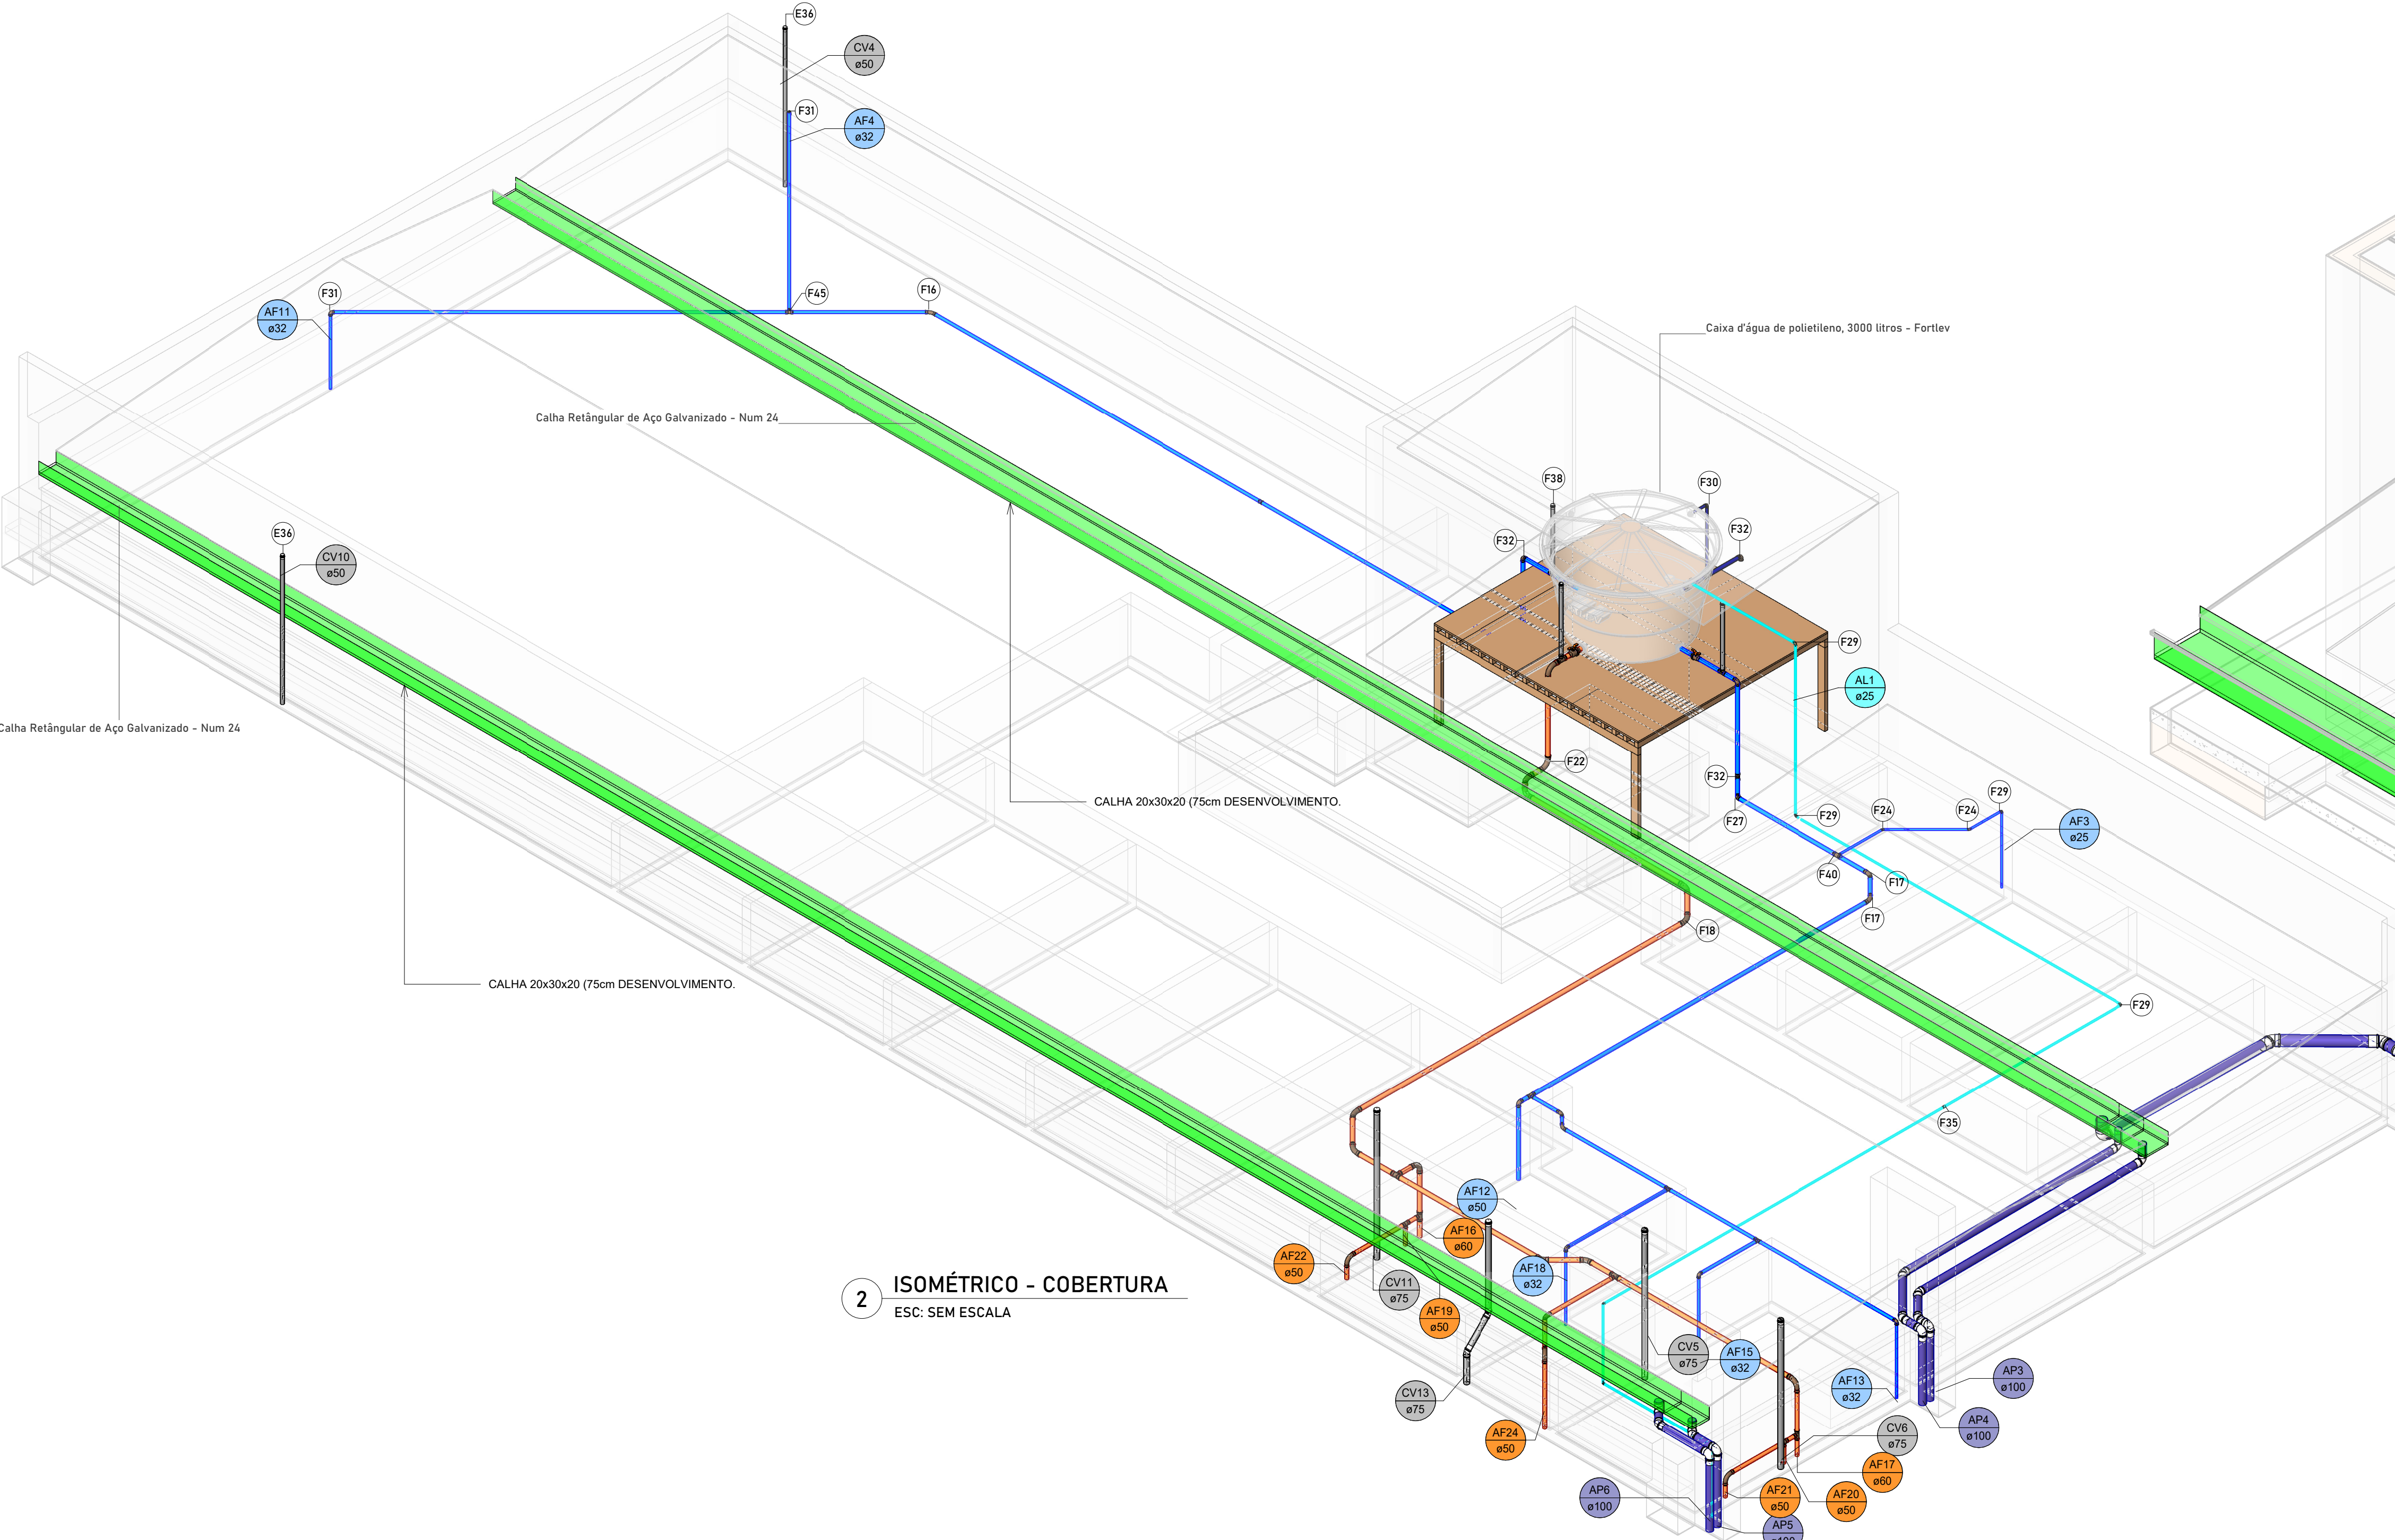 E36
CV4
ø50
F31
AF4
ø32
F31
F45
F16
AF11
ø32
Caixa d'água de polietileno, 3000 litros - Fortlev
Calha Retângular de Aço Galvanizado - Num 24
F38
F30
F32
F32
E36
CV10
ø50
F29
AL1
ø25
Calha Retângular de Aço Galvanizado - Num 24
F22
F32
CALHA 20x30x20 (75cm DESENVOLVIMENTO.
F29
F27
F24
F24
F29
AF3
ø25
F40
F17
F17
F18
CALHA 20x30x20 (75cm DESENVOLVIMENTO.
F29
F35
AF12
ø50
AF16
ø60
AF22
ø50
AF18
ø32
CV11
ø75
AF19
ø50
2
ISOMÉTRICO - COBERTURA
ESC: SEM ESCALA
CV5
ø75
AF15
ø32
CV13
ø75
AF13
ø32
AP3
ø100
AP4
ø100
AF24
ø50
CV6
ø75
AF17
ø60
AF21
ø50
AF20
ø50
AP6
ø100
AP5